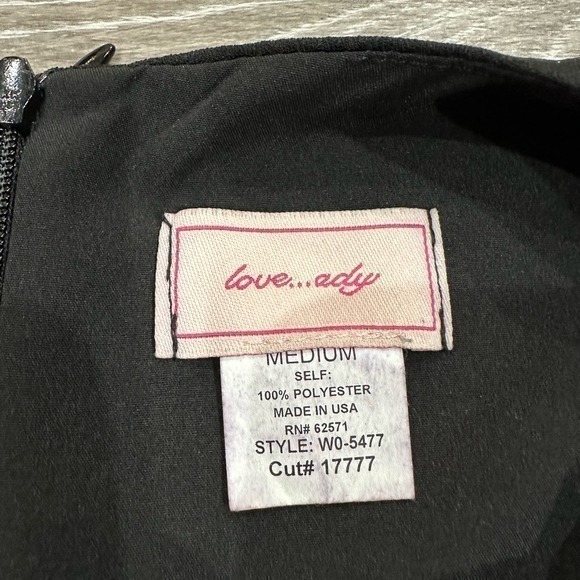 love...ady
MEDIUM
SELF:
100% POLYESTER
MADE IN USA
RN# 62571
STYLE: W0-5477
Cut# 17777